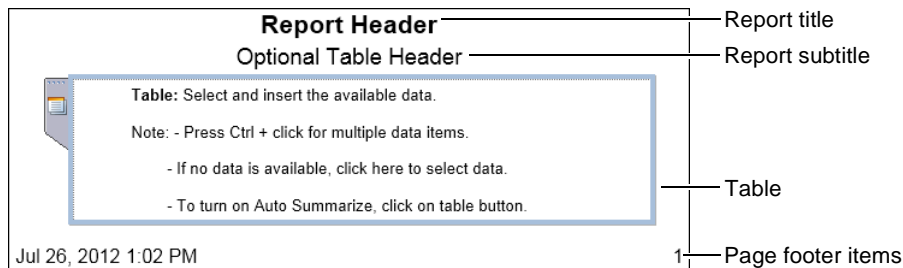 Report Header
Report title
Optional Table Header
Report subtitle
Table: Select and insert the available data.
Note: - Press Ctrl + click for multiple data items.
- If no data is available, click here to select data.
- To turn on Auto Summarize, click on table button.
Table
Jul 26, 2012 1:02 PM
1
Page footer items